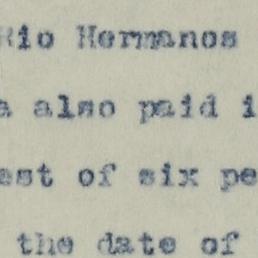 Rio Hermanos
a also paid i
est of six pe
the date of